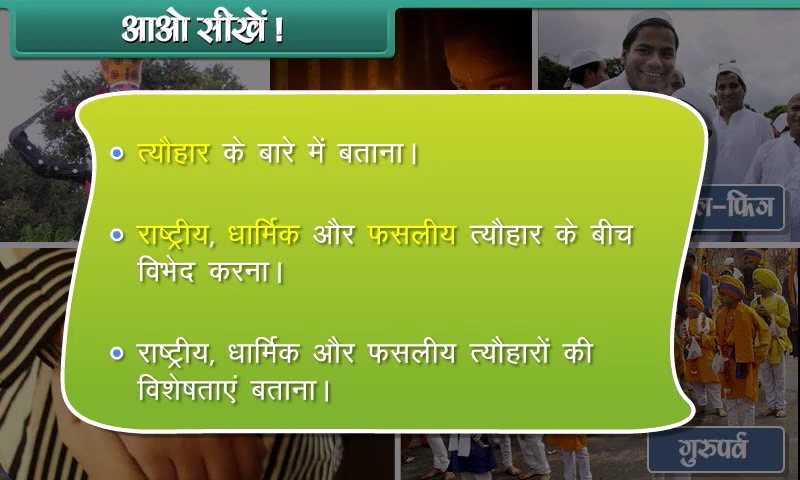 आओ सीखें!
त्यौहार के बारे में बताना।
राष्ट्रीय, धार्मिक और फसलीय त्यौहार के बीच
विभेद करना।
राष्ट्रीय, धार्मिक और फसलीय त्यौहारों की
विशेषताएं बताना।
गुरुपर्व